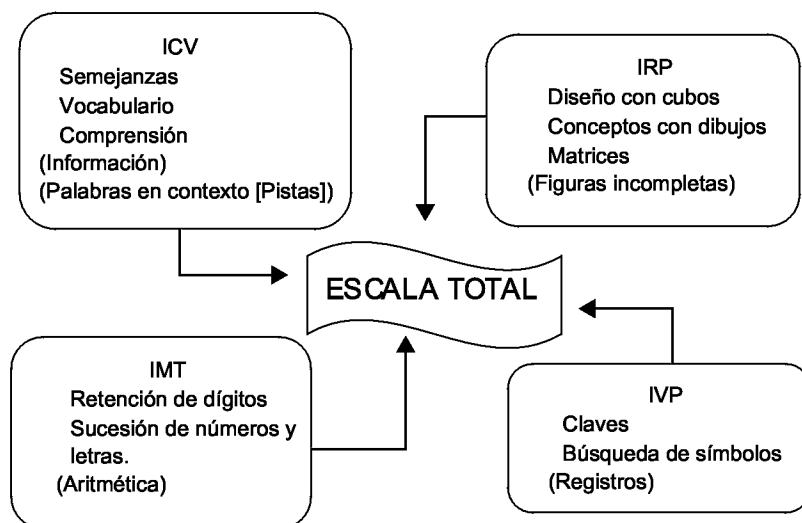 ICV
Semejanzas
Vocabulario
Comprensión
(Información)
(Palabras en contexto [Pistas])
IRP
Diseño con cubos
Conceptos con dibujos
Matrices
(Figuras incompletas)
ESCALA TOTAL
IMT
Retención de dígitos
Sucesión de números y
letras.
(Aritmética)
IVP
Claves
Búsqueda de símbolos
(Registros)